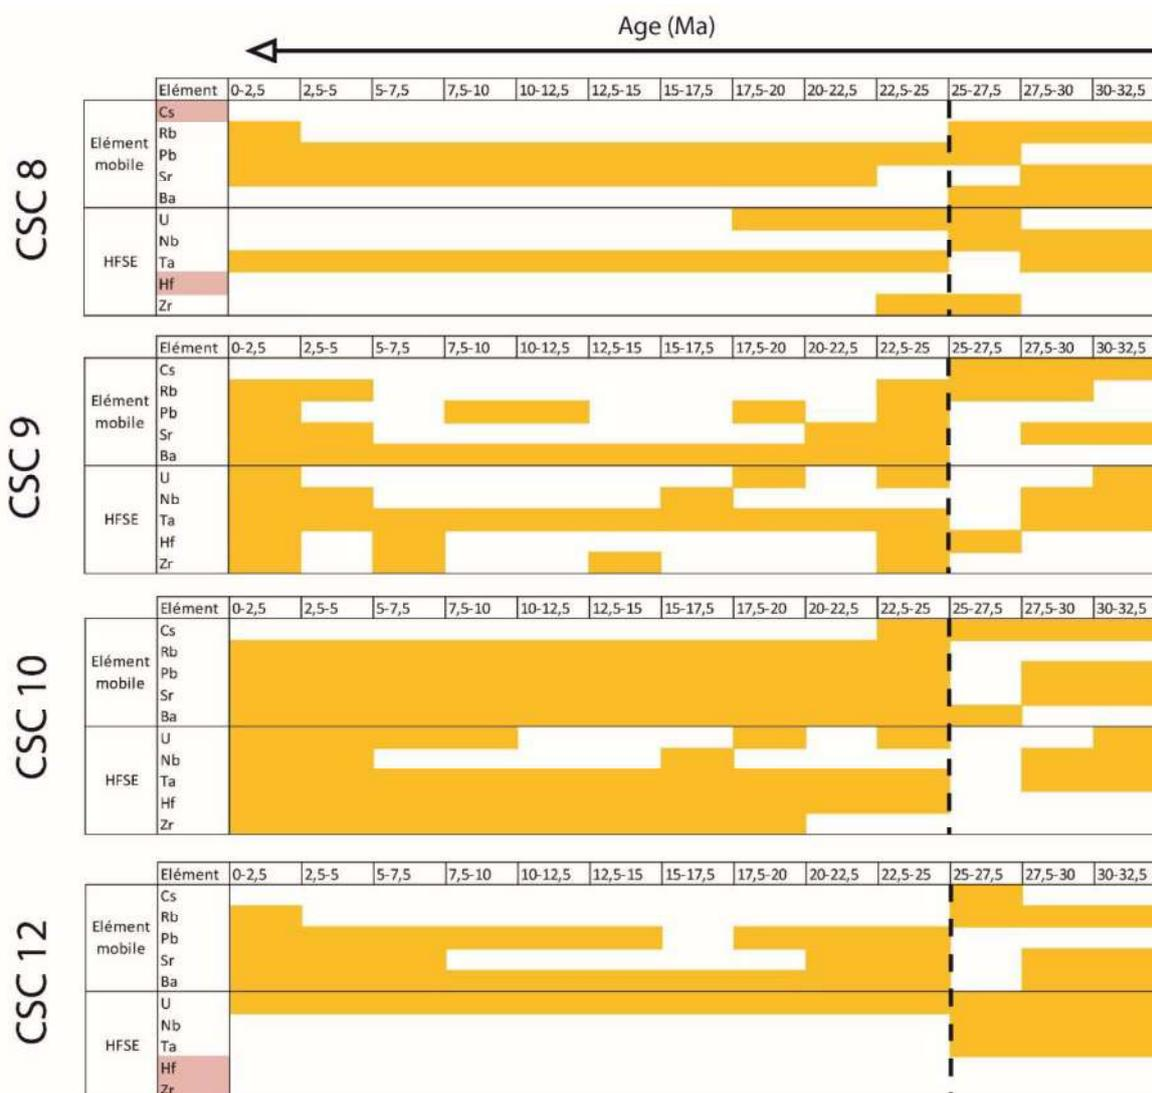 Age (Ma)
CSC 8
Elément 0-2,5 2,5-5 5-7,5 7,5-10 10-12,5 12,5-15 15-17,5 17,5-20 20-22,5 22,5-25 25-27,5 27,5-30 30-32,5
Elément mobile
Cs
Rb
Pb
Sr
Ba
HFSE
U
Nb
Ta
Hf
Zr
CSC 9
Elément 0-2,5 2,5-5 5-7,5 7,5-10 10-12,5 12,5-15 15-17,5 17,5-20 20-22,5 22,5-25 25-27,5 27,5-30 30-32,5
Elément mobile
Cs
Rb
Pb
Sr
Ba
HFSE
U
Nb
Ta
Hf
Zr
CSC 10
Elément 0-2,5 2,5-5 5-7,5 7,5-10 10-12,5 12,5-15 15-17,5 17,5-20 20-22,5 22,5-25 25-27,5 27,5-30 30-32,5
Elément mobile
Cs
Rb
Pb
Sr
Ba
HFSE
U
Nb
Ta
Hf
Zr
CSC 12
Elément 0-2,5 2,5-5 5-7,5 7,5-10 10-12,5 12,5-15 15-17,5 17,5-20 20-22,5 22,5-25 25-27,5 27,5-30 30-32,5
Elément mobile
Cs
Rb
Pb
Sr
Ba
HFSE
U
Nb
Ta
Hf
Zr